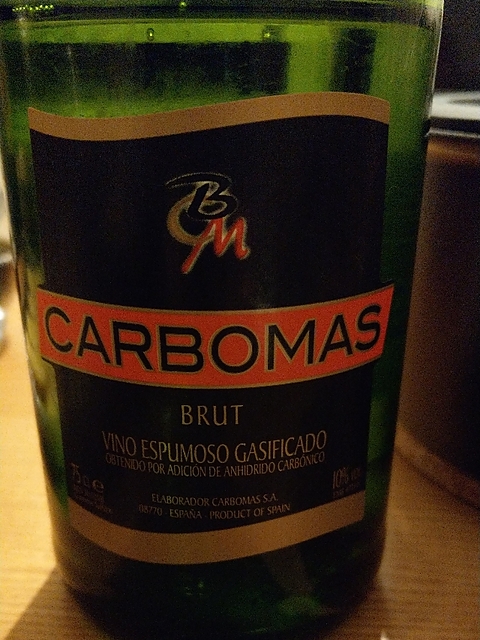 CBM
CARBOMAS
BRUT
VINO ESPUMOSO GASIFICADO
OBTENIDO POR ADICIÓN DE ANHIDRIDO CARBÓNICO
75 cl e
10% vol
ELABORADOR CARBOMAS S.A.
08770 - ESPAÑA - PRODUCT OF SPAIN